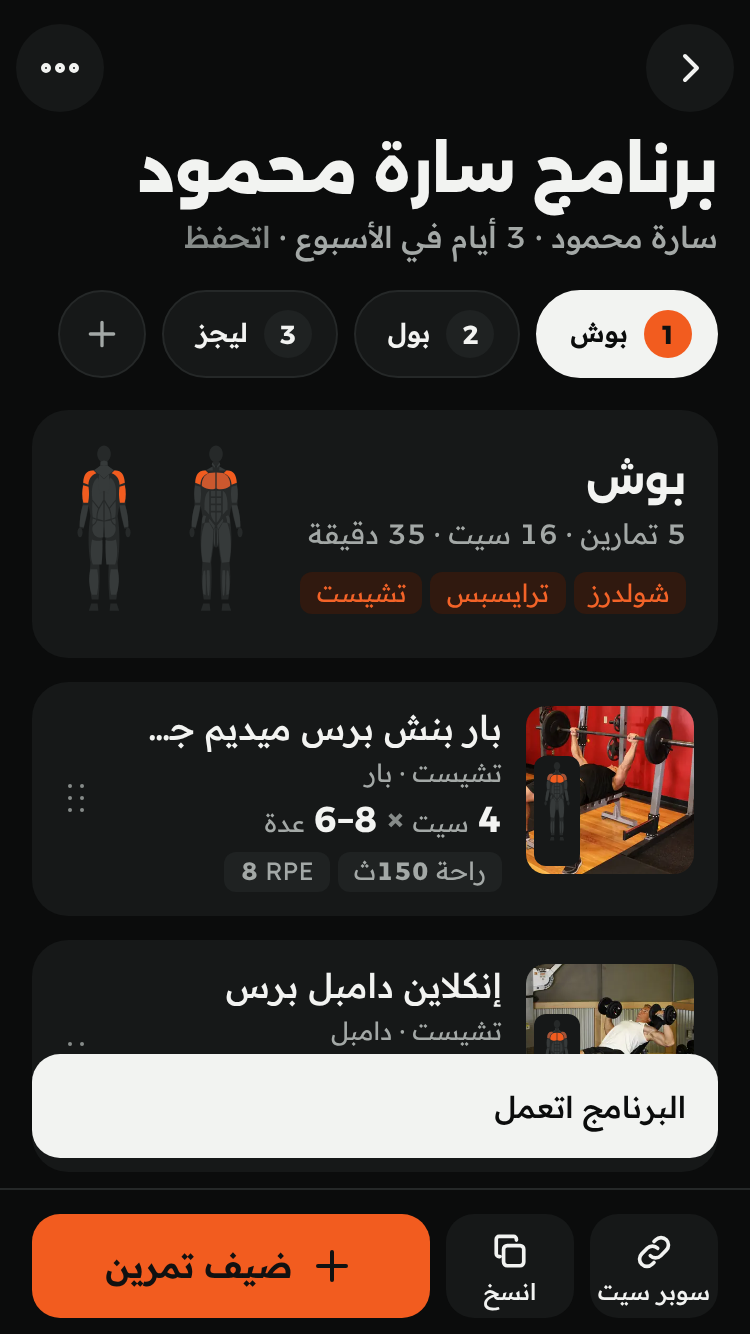 برنامج سارة محمود
سارة محمود · 3 أيام في الأسبوع · اتحفظ
1 بوش
2 بول
3 ليجز
بوش
5 تمارين · 16 سيت · 35 دقيقة
شولدرز ترايسبس تشيست
بار بنش برس ميديم جـ...
تشيست · بار
4 سيت × 6–8 عدة
راحة 150ث RPE 8
إنكلاين دامبل برس
تشيست · دامبل
البرنامج اتعمل
سوبر سيت
انسخ
ضيف تمرين